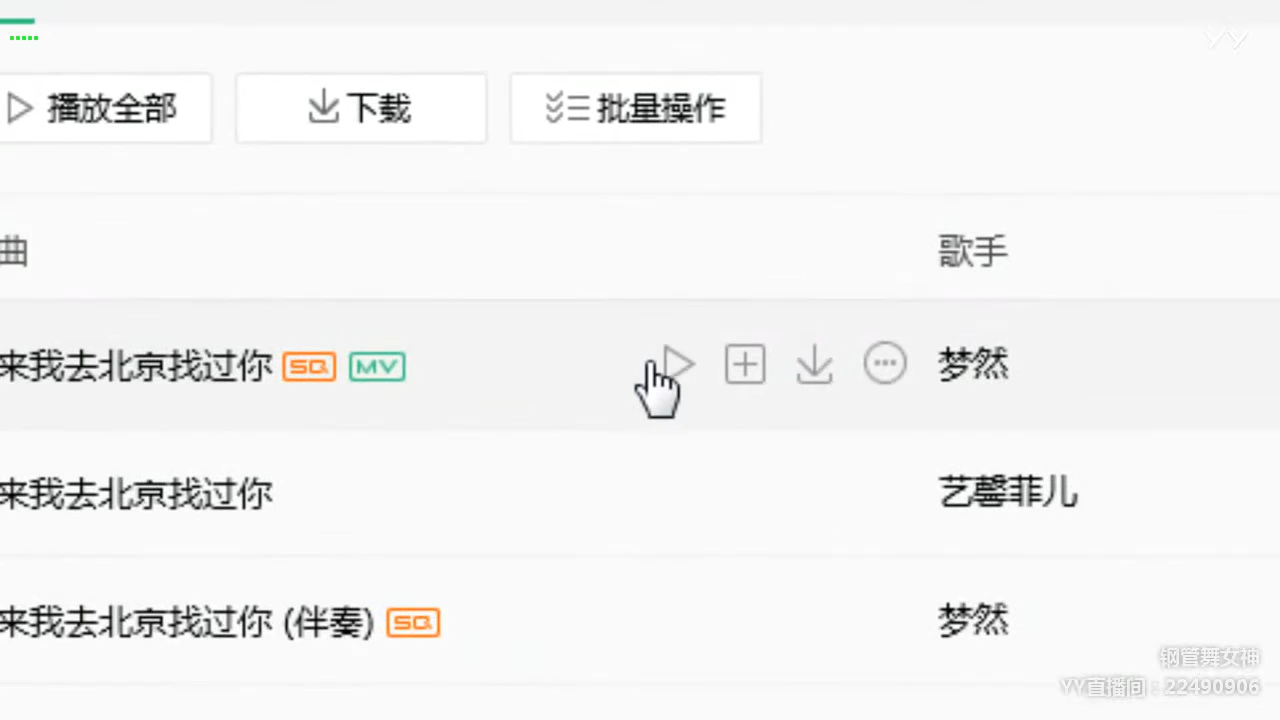 YY
播放全部 下载 批量操作
曲 歌手
来我去北京找过你 SQ MV 梦然
来我去北京找过你 艺馨菲儿
来我去北京找过你 (伴奏) SQ 梦然
钢管舞女神
YY直播间：22490906